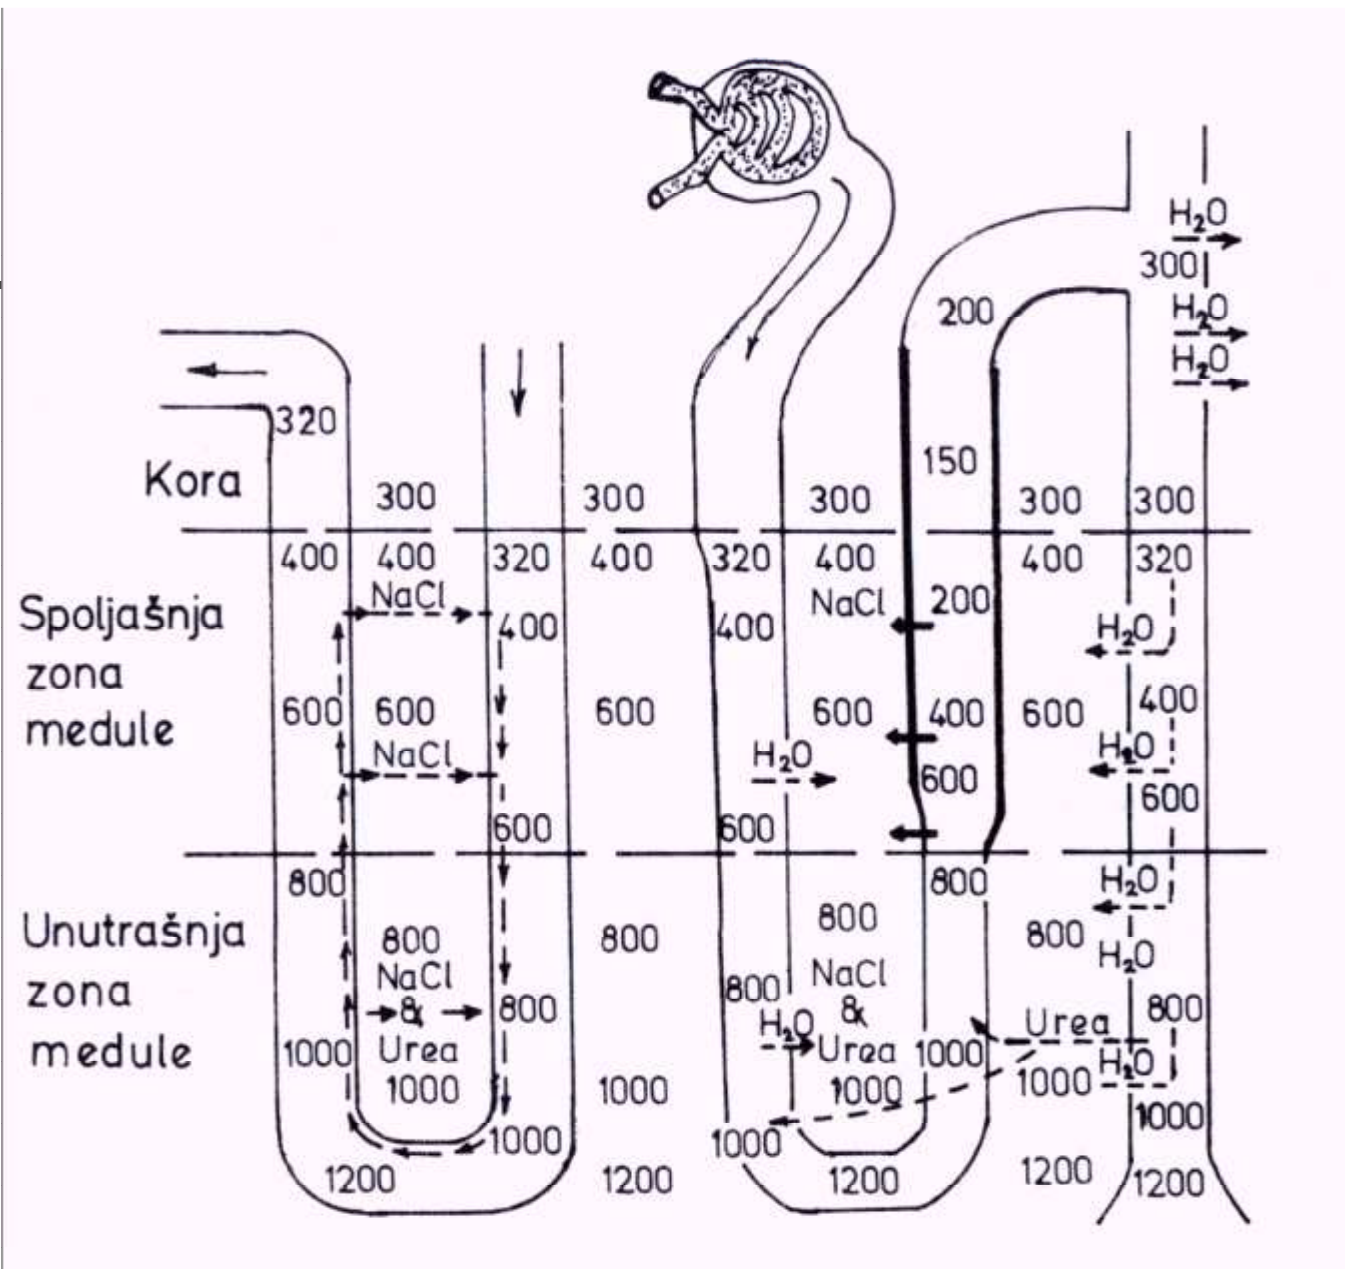 H₂O
300
H₂O
200
H₂O
320
Kora
150
300 300 300 300 300
400 400 320 400 320 400 400 320
NaCl NaCl 200
Spoljašnja
zona
medule
400 400 H₂O
600 600 600 600 400 600 400
NaCl H₂O H₂O
600 600
600 600
800 800 H₂O
Unutrašnja
zona
medule
800 800 800 800 H₂O
NaCl 800 NaCl
& 800 & 800
H₂O Urea
1000 Urea Urea 1000 H₂O
1000 1000 1000 1000
1000 1000 1000
1200 1200 1200 1200 1200